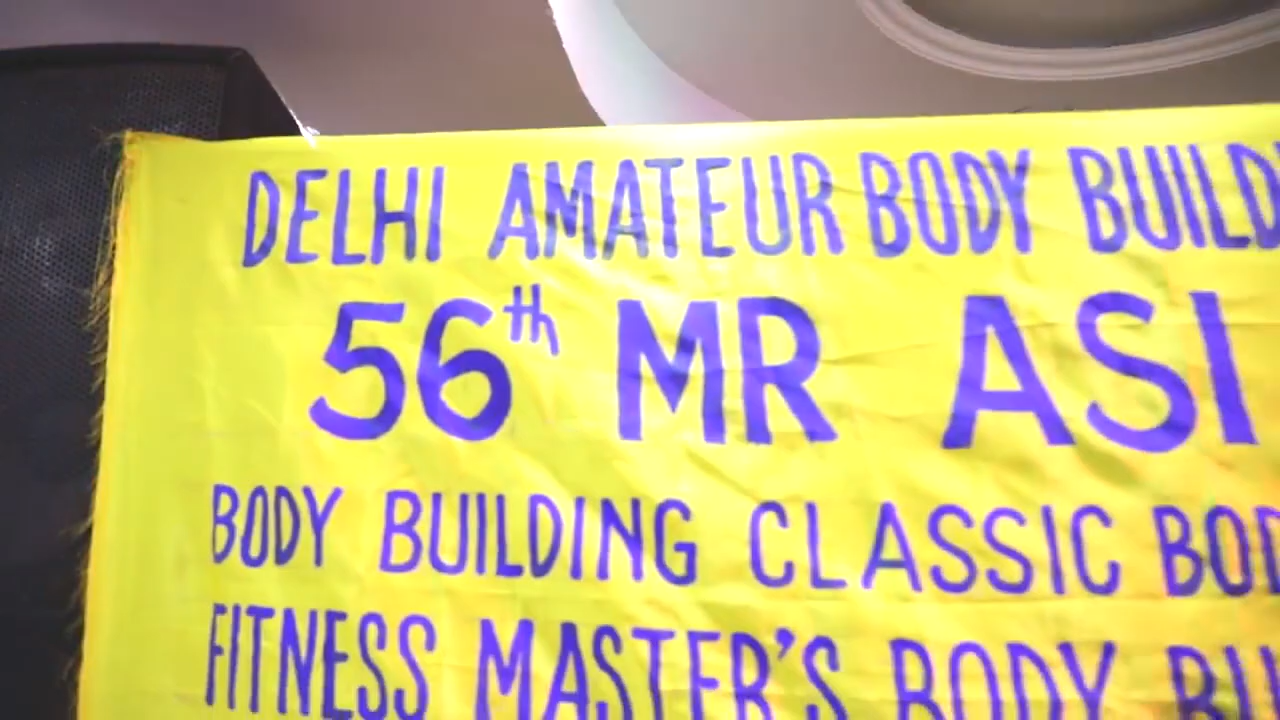 DELHI AMATEUR BODY BUILD
56th MR ASI
BODY BUILDING CLASSIC BOD
FITNESS MASTER'S BODY BU